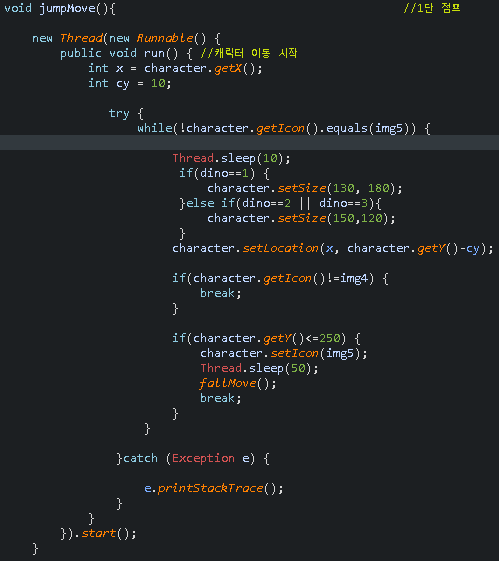 void jumpMove(){ //1단 점프
new Thread(new Runnable() {
public void run() { //캐릭터 이동 시작
int x = character.getX();
int cy = 10;
try {
while(!character.getIcon().equals(img5)) {
Thread.sleep(10);
if(dino==1) {
character.setSize(130, 180);
}else if(dino==2 || dino==3){
character.setSize(150,120);
}
character.setLocation(x, character.getY()-cy);
if(character.getIcon()!=img4) {
break;
}
if(character.getY()<=250) {
character.setIcon(img5);
Thread.sleep(50);
fallMove();
break;
}
}
}catch (Exception e) {
e.printStackTrace();
}
}
}).start();
}